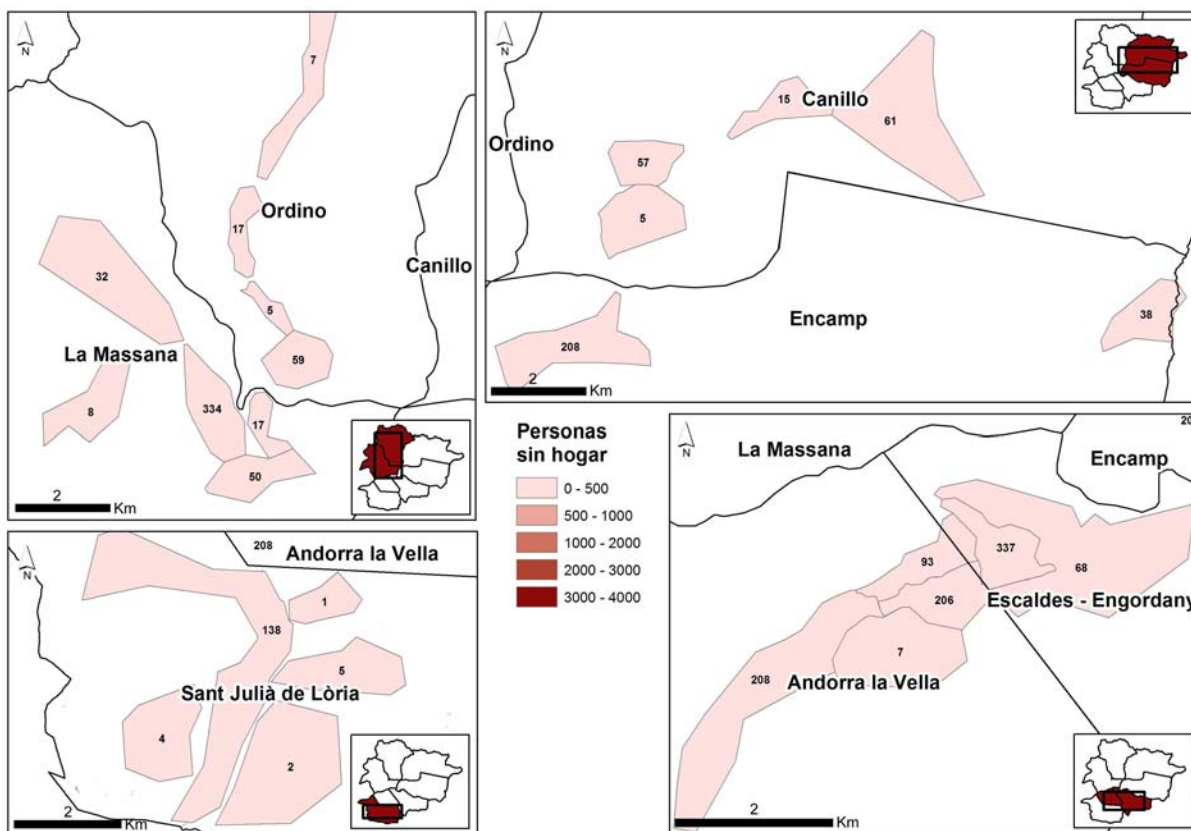 N
7
Ordino
17
Canillo
32
5
La Massana
59
8
334
17
50
2
Km
N
15
Canillo
61
Ordino
57
5
Encamp
38
208
2
Km
Personas
sin hogar
0 - 500
500 - 1000
1000 - 2000
2000 - 3000
3000 - 4000
N
208
Andorra la Vella
1
138
5
Sant Julià de Lòria
4
2
2
Km
N
La Massana
20
Encamp
93
337
68
206
Escaldes - Engordany
7
208
Andorra la Vella
2
Km